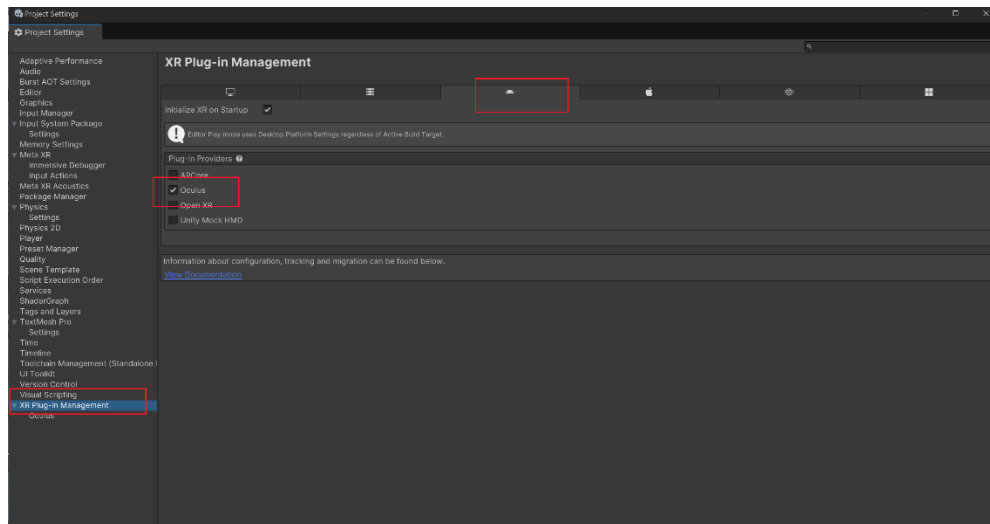 Project Settings
Project Settings
Adaptive Performance
Audio
Burst AOT Settings
Editor
Graphics
Input Manager
Input System Package
Settings
Memory Settings
Meta XR
Immersive Debugger
Input Actions
Meta XR Acoustics
Package Manager
Physics
Settings
Physics 2D
Player
Preset Manager
Quality
Scene Template
Script Execution Order
Services
ShaderGraph
Tags and Layers
TextMesh Pro
Settings
Time
Timeline
Toolchain Management (Standalone
UI Toolkit
Version Control
Visual Scripting
XR Plug-in Management
Oculus
XR Plug-in Management
Initialize XR on Startup
Editor Play mode uses Desktop Platform Settings regardless of Active Build Target.
Plug-in Providers
ARCore
Oculus
Open XR
Unity Mock HMD
Information about configuration, tracking and migration can be found below.
View Documentation